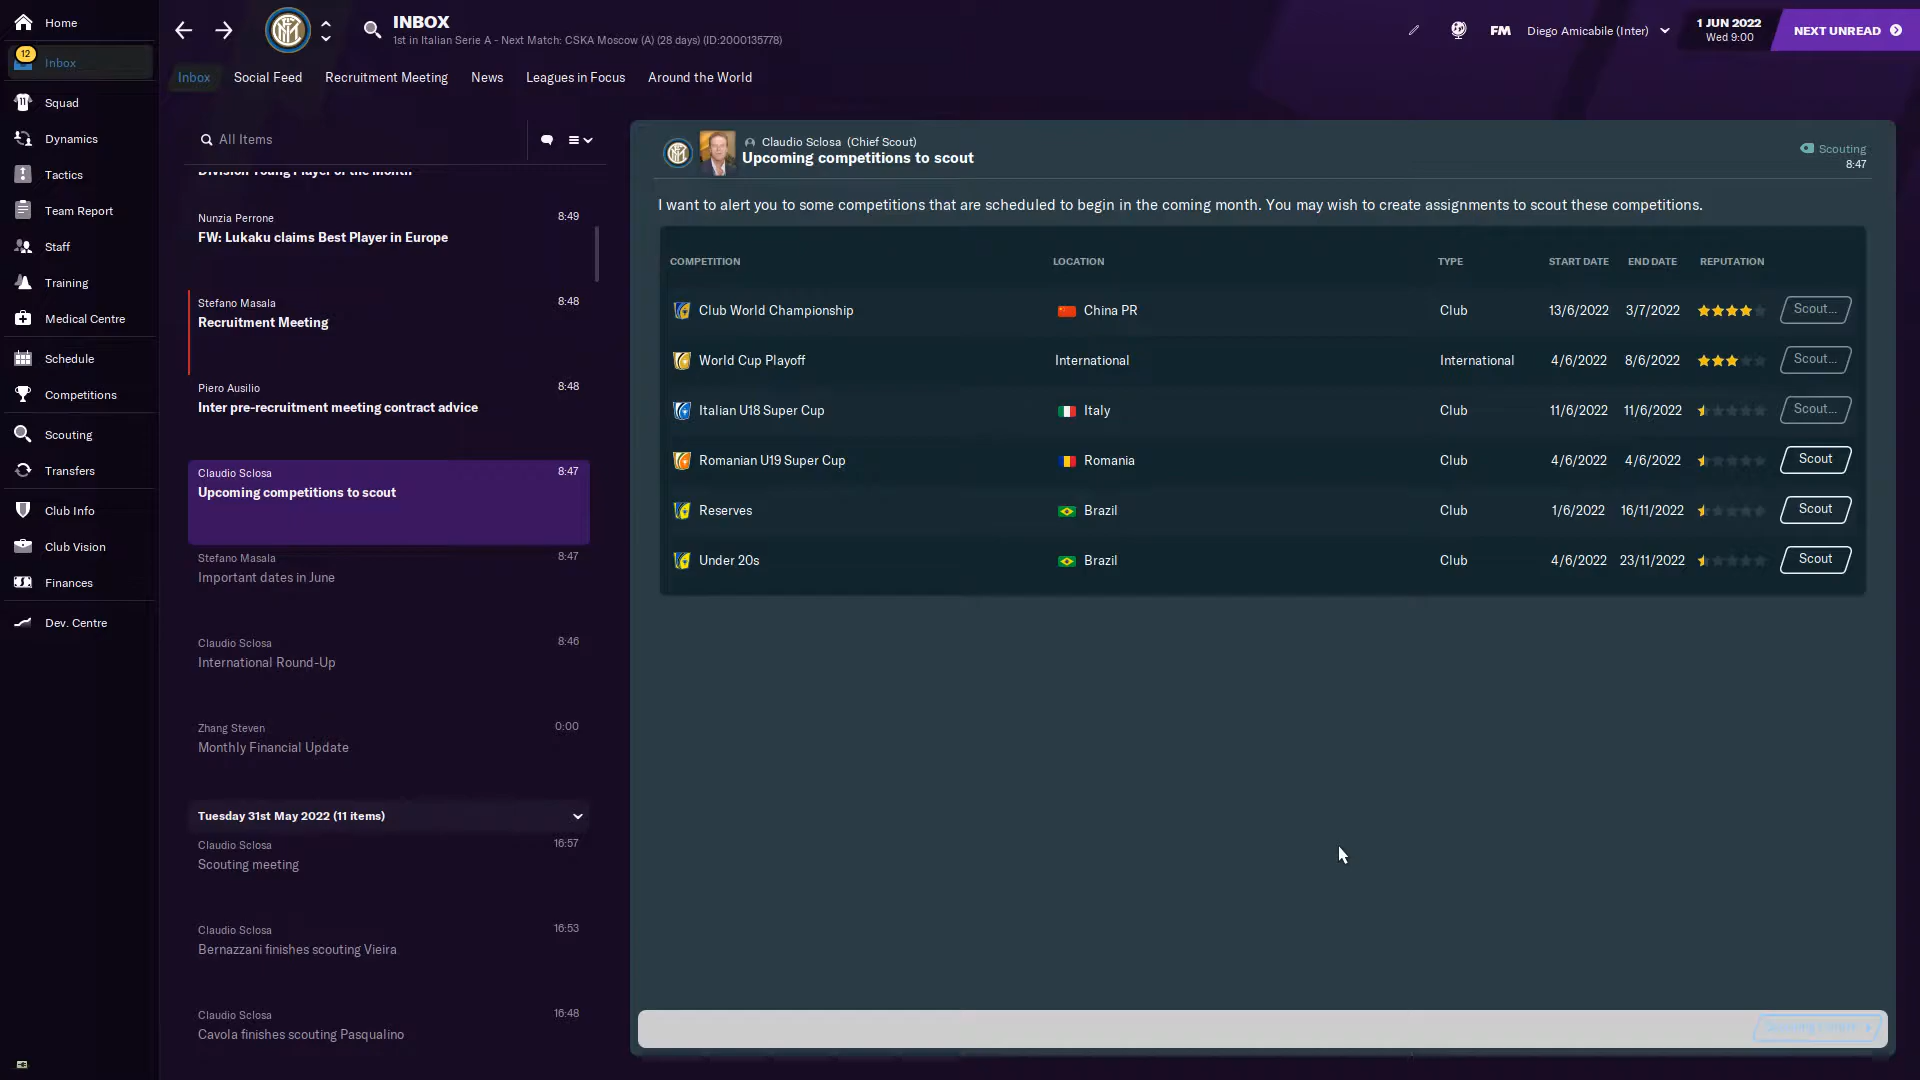 Home
12
Inbox
Squad
Dynamics
Tactics
Team Report
Staff
Training
Medical Centre
Schedule
Competitions
Scouting
Transfers
Club Info
Club Vision
Finances
Dev. Centre
INBOX
1st in Italian Serie A - Next Match: CSKA Moscow (A) (28 days) (ID:2000135778)
FM
Diego Amicabile (Inter)
1 JUN 2022
Wed 9:00
NEXT UNREAD
Inbox Social Feed Recruitment Meeting News Leagues in Focus Around the World
All Items
Division Young Player of the Month
Nunzia Perrone 8:49
FW: Lukaku claims Best Player in Europe
Stefano Masala 8:48
Recruitment Meeting
Piero Ausilio 8:48
Inter pre-recruitment meeting contract advice
Claudio Sclosa 8:47
Upcoming competitions to scout
Stefano Masala 8:47
Important dates in June
Claudio Sclosa 8:46
International Round-Up
Zhang Steven 0:00
Monthly Financial Update
Tuesday 31st May 2022 (11 items)
Claudio Sclosa 16:57
Scouting meeting
Claudio Sclosa 16:53
Bernazzani finishes scouting Vieira
Claudio Sclosa 16:48
Cavola finishes scouting Pasqualino
Claudio Sclosa (Chief Scout)
Upcoming competitions to scout
Scouting
8:47
I want to alert you to some competitions that are scheduled to begin in the coming month. You may wish to create assignments to scout these competitions.
COMPETITION LOCATION TYPE START DATE END DATE REPUTATION
Club World Championship China PR Club 13/6/2022 3/7/2022 Scout...
World Cup Playoff International International 4/6/2022 8/6/2022 Scout...
Italian U18 Super Cup Italy Club 11/6/2022 11/6/2022 Scout...
Romanian U19 Super Cup Romania Club 4/6/2022 4/6/2022 Scout
Reserves Brazil Club 1/6/2022 16/11/2022 Scout
Under 20s Brazil Club 4/6/2022 23/11/2022 Scout